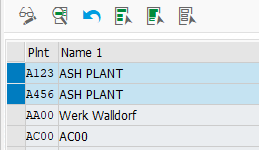 Plnt Name 1
A123 ASH PLANT
A456 ASH PLANT
AA00 Werk Walldorf
AC00 AC00